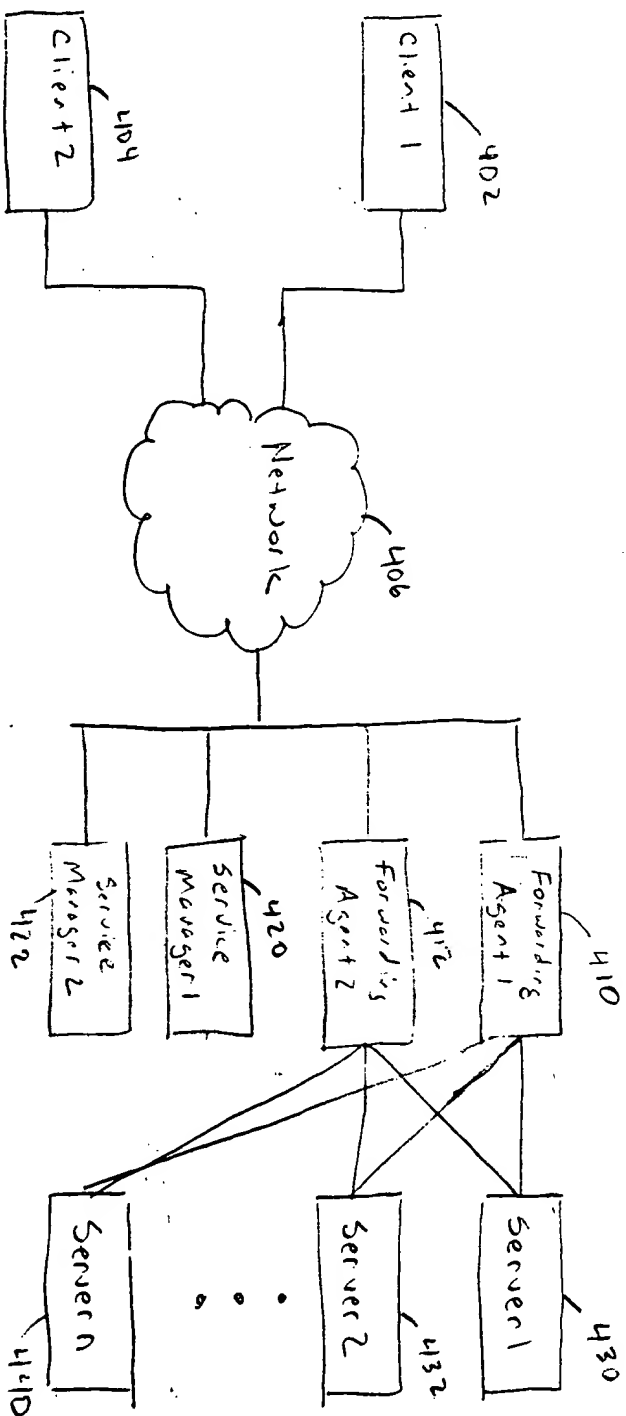 Client 1
402
Client 2
404
Network
406
Forwarding
Agent 1
410
Forwarding
Agent 2
412
Service
Manager 1
420
Service
Manager 2
422
Server 1
430
Server 2
432
Server n
440